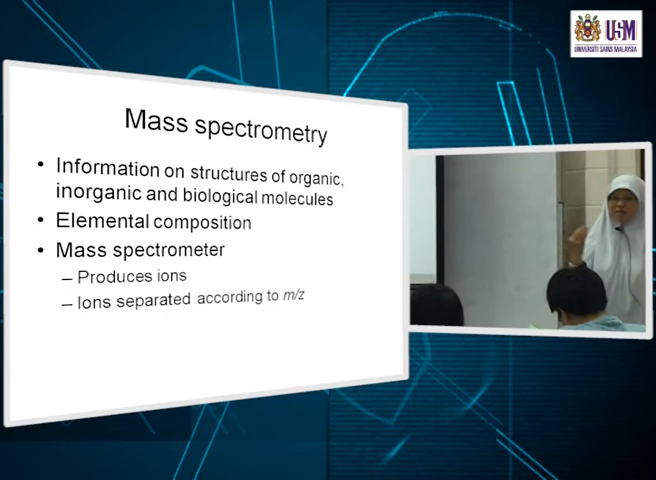 USM
UNIVERSITI SAINS MALAYSIA
Mass spectrometry
• Information on structures of organic,
inorganic and biological molecules
• Elemental composition
• Mass spectrometer
– Produces ions
– Ions separated according to m/z